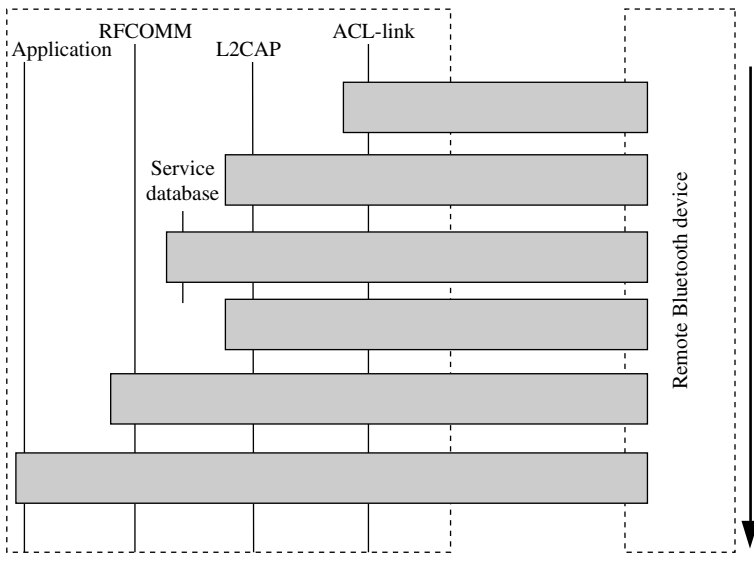 RFCOMM
ACL-link
Application
L2CAP
Service
database
Remote Bluetooth device